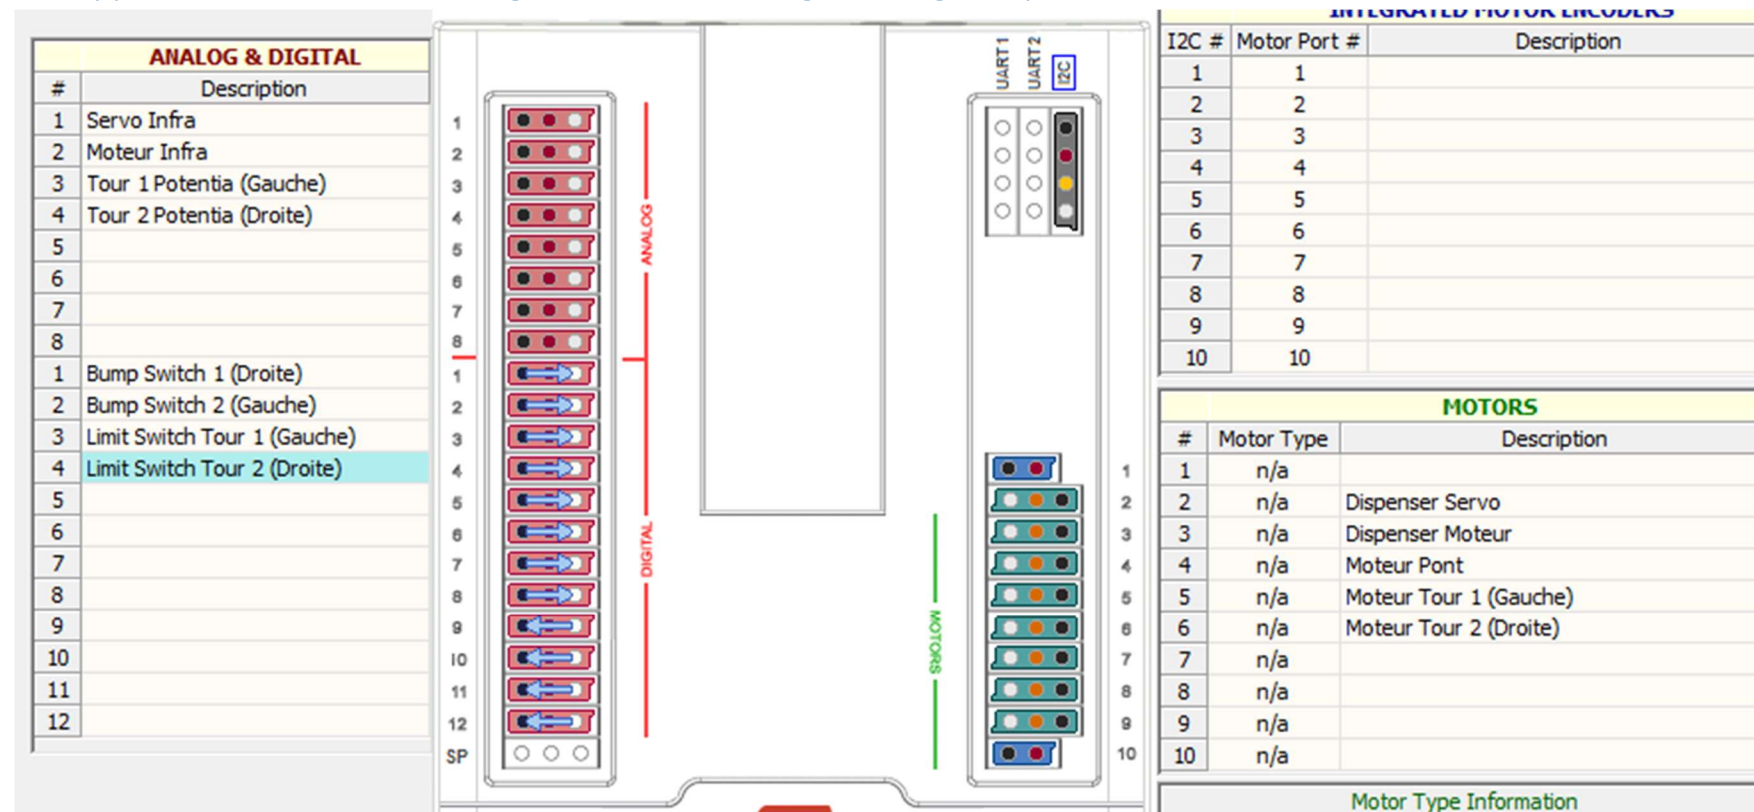 ANALOG & DIGITAL
# Description
1 Servo Infra
2 Moteur Infra
3 Tour 1 Potentia (Gauche)
4 Tour 2 Potentia (Droite)
5
6
7
8
1 Bump Switch 1 (Droite)
2 Bump Switch 2 (Gauche)
3 Limit Switch Tour 1 (Gauche)
4 Limit Switch Tour 2 (Droite)
5
6
7
8
9
10
11
12
1
2
3
4
5
6
7
8
1
2
3
4
5
6
7
8
9
10
11
12
SP
ANALOG
DIGITAL
UART1
UART2
I2C
MOTORS
1
2
3
4
5
6
7
8
9
10
INTEGRATED MOTOR ENCODERS
I2C # Motor Port # Description
1 1
2 2
3 3
4 4
5 5
6 6
7 7
8 8
9 9
10 10
MOTORS
# Motor Type Description
1 n/a
2 n/a Dispenser Servo
3 n/a Dispenser Moteur
4 n/a Moteur Pont
5 n/a Moteur Tour 1 (Gauche)
6 n/a Moteur Tour 2 (Droite)
7 n/a
8 n/a
9 n/a
10 n/a
Motor Type Information